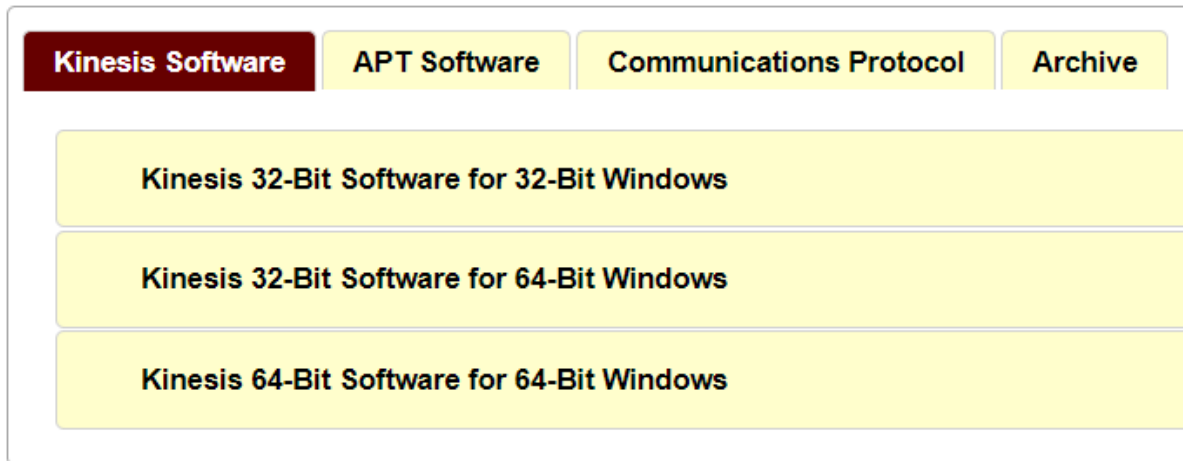 Kinesis Software APT Software Communications Protocol Archive
Kinesis 32-Bit Software for 32-Bit Windows
Kinesis 32-Bit Software for 64-Bit Windows
Kinesis 64-Bit Software for 64-Bit Windows